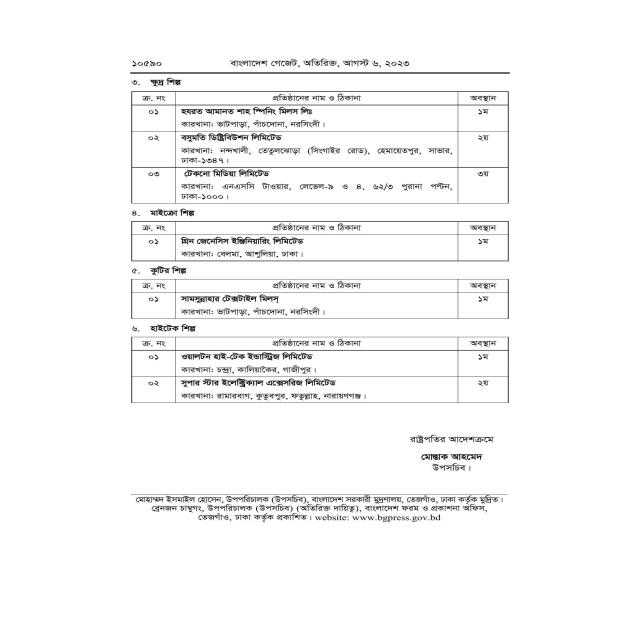 ১০৫৯০ বাংলাদেশ গেজেট, অতিরিক্ত, আগস্ট ৬, ২০২৩
৩. ক্ষুদ্র শিল্প
ক্র. নং প্রতিষ্ঠানের নাম ও ঠিকানা অবস্থান
০১ হযরত আমানত শাহ স্পিনিং মিলস লিঃ ১ম
কারখানা: ভাটপাড়া, পাঁচদোনা, নরসিংদী।
০২ বসুমতি ডিষ্ট্রিবিউশন লিমিটেড ২য়
কারখানা: নন্দখালী, তেতুলঝোড়া (সিংগাইর রোড), হেমায়েতপুর, সাভার,
ঢাকা-১৩৪৭।
০৩ টেকনো মিডিয়া লিমিটেড ৩য়
কারখানা: এনএসসি টাওয়ার, লেভেল-৯ ও ৪, ৬২/৩ পুরানা পল্টন,
ঢাকা-১০০০।
৪. মাইক্রো শিল্প
ক্র. নং প্রতিষ্ঠানের নাম ও ঠিকানা অবস্থান
০১ গ্রিন জেনেসিস ইঞ্জিনিয়ারিং লিমিটেড ১ম
কারখানা: বেলমা, আশুলিয়া, ঢাকা।
৫. কুটির শিল্প
ক্র. নং প্রতিষ্ঠানের নাম ও ঠিকানা অবস্থান
০১ সামসুন্নাহার টেক্সটাইল মিলস্ ১ম
কারখানা: ভাটপাড়া, পাঁচদোনা, নরসিংদী।
৬. হাইটেক শিল্প
ক্র. নং প্রতিষ্ঠানের নাম ও ঠিকানা অবস্থান
০১ ওয়ালটন হাই-টেক ইন্ডাস্ট্রিজ লিমিটেড ১ম
কারখানা: চন্দ্রা, কালিয়াকৈর, গাজীপুর।
০২ সুপার স্টার ইলেক্ট্রিক্যাল এক্সেসরিজ লিমিটেড ২য়
কারখানা: রামারবাগ, কুতুবপুর, ফতুল্লাহ, নারায়ণগঞ্জ।
রাষ্ট্রপতির আদেশক্রমে
মোস্তাক আহমেদ
উপসচিব।
মোহাম্মদ ইসমাইল হোসেন, উপপরিচালক (উপসচিব), বাংলাদেশ সরকারী মুদ্রণালয়, তেজগাঁও, ঢাকা কর্তৃক মুদ্রিত।
ব্রেনজন চাম্বুগং, উপপরিচালক (উপসচিব) (অতিরিক্ত দায়িত্ব), বাংলাদেশ ফরম ও প্রকাশনা অফিস,
তেজগাঁও, ঢাকা কর্তৃক প্রকাশিত। website: www.bgpress.gov.bd